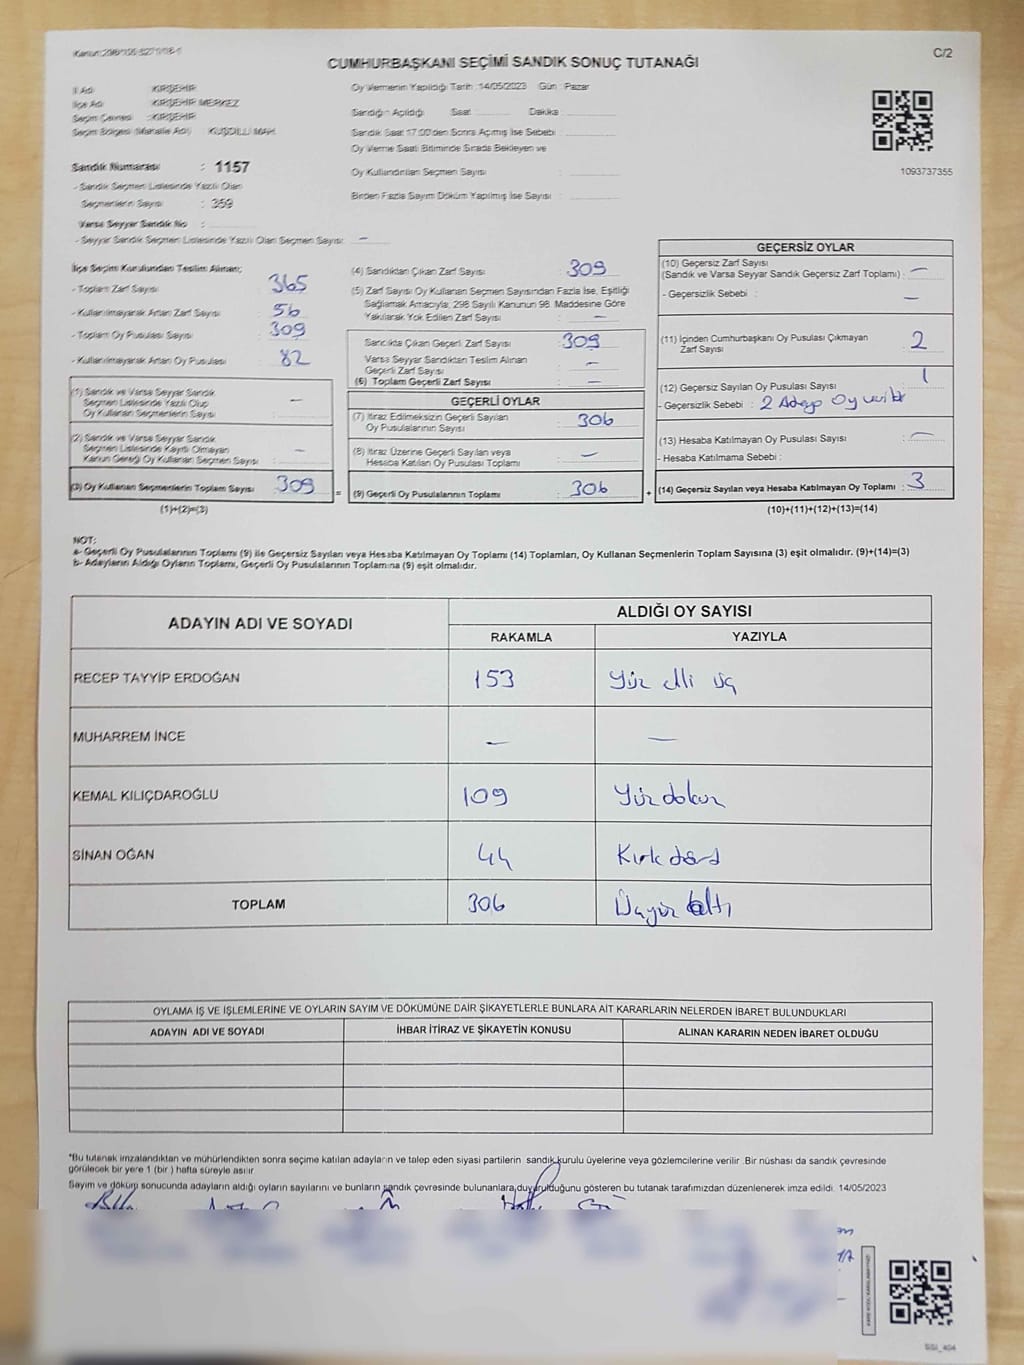 CUMHURBAŞKANI SEÇİMİ SANDIK SONUÇ TUTANAĞI
C/2
İl Adı : KIRŞEHİR
İlçe Adı : KIRŞEHİR MERKEZ
Seçim Çevresi : KIRŞEHİR
Seçim Bölgesi (Mahalle Adı) : KUŞDİLLİ MAH.
Sandık Numarası : 1157
- Sandık Seçmen Listesinde Yazılı Olan
Seçmenlerin Sayısı : 359
Varsa Seyyar Sandık No :
- Seyyar Sandık Seçmen Listesinde Yazılı Olan Seçmen Sayısı: –
Oy Vermenin Yapıldığı Tarih :14/05/2023 Gün : Pazar
Sandığın Açıldığı Saat: Dakika:
Sandık Saat 17:00'den Sonra Açılmış İse Sebebi :
Oy Verme Saati Bitiminde Sırada Bekleyen ve
Oy Kullandırılan Seçmen Sayısı :
Birden Fazla Sayım Döküm Yapılmış İse Sayısı :
1093737355
İlçe Seçim Kurulundan Teslim Alınan;
- Toplam Zarf Sayısı : 365
- Kullanılmayarak Artan Zarf Sayısı : 56
- Toplam Oy Pusulası Sayısı : 309
- Kullanılmayarak Artan Oy Pusulası : 82
(1) Sandık ve Varsa Seyyar Sandık
Seçmen Listesinde Yazılı Olup
Oy Kullanan Seçmenlerin Sayısı : –
(2) Sandık ve Varsa Seyyar Sandık
Seçmen Listesinde Kayıtlı Olmayan
Kanun Gereği Oy Kullanan Seçmen Sayısı : –
(3) Oy Kullanan Seçmenlerin Toplam Sayısı : 309
(1)+(2)=(3)
(4) Sandıktan Çıkan Zarf Sayısı : 309
(5) Zarf Sayısı Oy Kullanan Seçmen Sayısından Fazla İse, Eşitliği
Sağlamak Amacıyla, 298 Sayılı Kanunun 98. Maddesine Göre
Yakılarak Yok Edilen Zarf Sayısı : –
Sandıkta Çıkan Geçerli Zarf Sayısı : 309
Varsa Seyyar Sandıktan Teslim Alınan
Geçerli Zarf Sayısı : –
(6) Toplam Geçerli Zarf Sayısı : –
GEÇERLİ OYLAR
(7) İtiraz Edilmeksizin Geçerli Sayılan
Oy Pusulalarının Sayısı : 306
(8) İtiraz Üzerine Geçerli Sayılan veya
Hesaba Katılan Oy Pusulası Toplamı : –
=
(9) Geçerli Oy Pusulalarının Toplamı : 306
+
GEÇERSİZ OYLAR
(10) Geçersiz Zarf Sayısı
(Sandık ve Varsa Seyyar Sandık Geçersiz Zarf Toplamı) : –
- Geçersizlik Sebebi : –
(11) İçinden Cumhurbaşkanı Oy Pusulası Çıkmayan
Zarf Sayısı : 2
(12) Geçersiz Sayılan Oy Pusulası Sayısı : 1
- Geçersizlik Sebebi : 2 Adaya Oy
(13) Hesaba Katılmayan Oy Pusulası Sayısı : –
- Hesaba Katılmama Sebebi :
(14) Geçersiz Sayılan veya Hesaba Katılmayan Oy Toplamı : 3
(10)+(11)+(12)+(13)=(14)
NOT:
a- Geçerli Oy Pusulalarının Toplamı (9) ile Geçersiz Sayılan veya Hesaba Katılmayan Oy Toplamı (14) Toplamları, Oy Kullanan Seçmenlerin Toplam Sayısına (3) eşit olmalıdır. (9)+(14)=(3)
b- Adayların Aldığı Oyların Toplamı, Geçerli Oy Pusulalarının Toplamına (9) eşit olmalıdır.
ADAYIN ADI VE SOYADI
ALDIĞI OY SAYISI
RAKAMLA YAZIYLA
RECEP TAYYİP ERDOĞAN 153 Yüz elli üç
MUHARREM İNCE – –
KEMAL KILIÇDAROĞLU 109 Yüz dokuz
SİNAN OĞAN 44 Kırk dörd
TOPLAM 306 Üçyüz altı
OYLAMA İŞ VE İŞLEMLERİNE VE OYLARIN SAYIM VE DÖKÜMÜNE DAİR ŞİKAYETLERLE BUNLARA AİT KARARLARIN NELERDEN İBARET BULUNDUKLARI
ADAYIN ADI VE SOYADI İHBAR İTİRAZ VE ŞİKAYETİN KONUSU ALINAN KARARIN NEDEN İBARET OLDUĞU
*Bu tutanak imzalandıktan ve mühürlendikten sonra seçime katılan adayların ve talep eden siyasi partilerin sandık kurulu üyelerine veya gözlemcilerine verilir .Bir nüshası da sandık çevresinde
görülecek bir yere 1 (bir ) hafta süreyle asılır
Sayım ve döküm sonucunda adayların aldığı oyların sayılarını ve bunların sandık çevresinde bulunanlara duyurulduğunu gösteren bu tutanak tarafımızdan düzenlenerek imza edildi. 14/05/2023